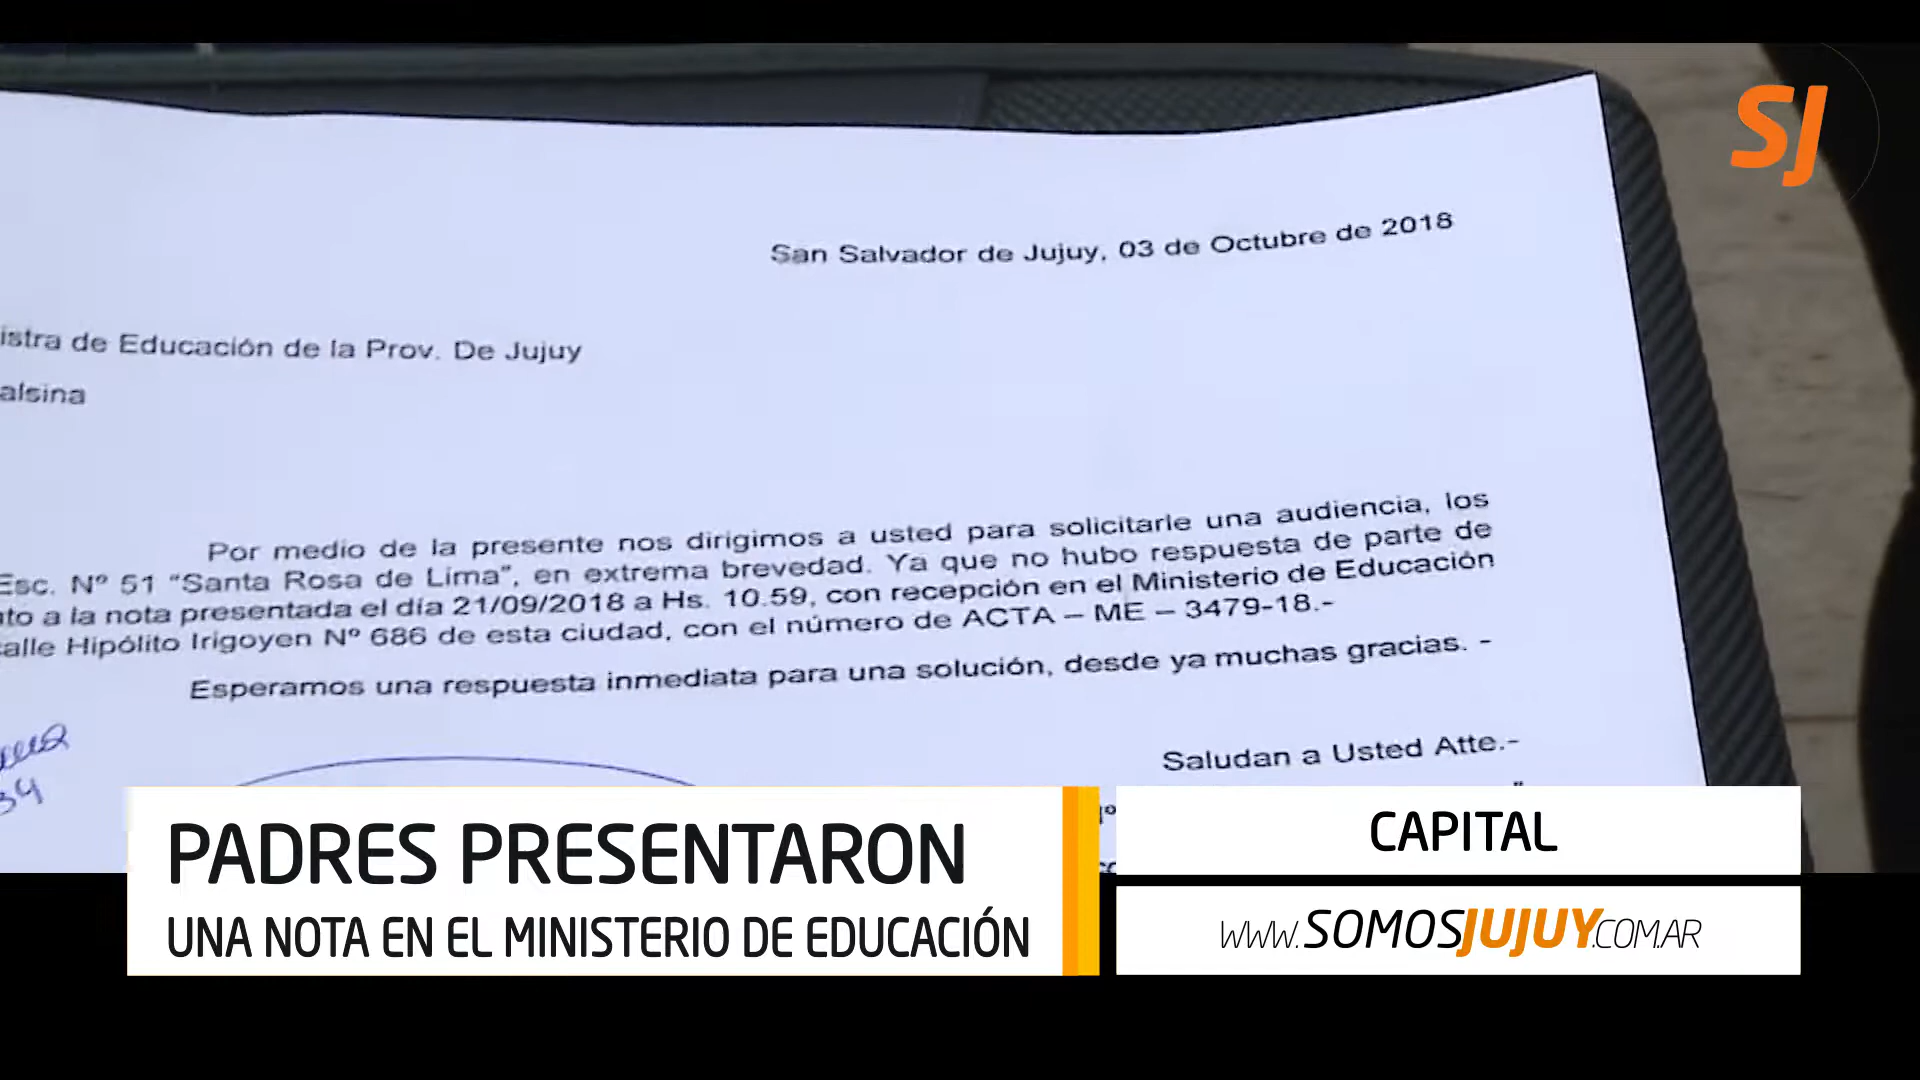 SJ
San Salvador de Jujuy, 03 de Octubre de 2018
istra de Educación de la Prov. De Jujuy
alsina
Por medio de la presente nos dirigimos a usted para solicitarle una audiencia, los
Esc. Nº 51 "Santa Rosa de Lima", en extrema brevedad. Ya que no hubo respuesta de parte de
to a la nota presentada el día 21/09/2018 a Hs. 10.59, con recepción en el Ministerio de Educación
alle Hipólito Irigoyen Nº 686 de esta ciudad, con el número de ACTA – ME – 3479-18.-
Esperamos una respuesta inmediata para una solución, desde ya muchas gracias. -
Saludan a Usted Atte.-
PADRES PRESENTARON
UNA NOTA EN EL MINISTERIO DE EDUCACIÓN
CAPITAL
www.SOMOSJUJUY.COM.AR